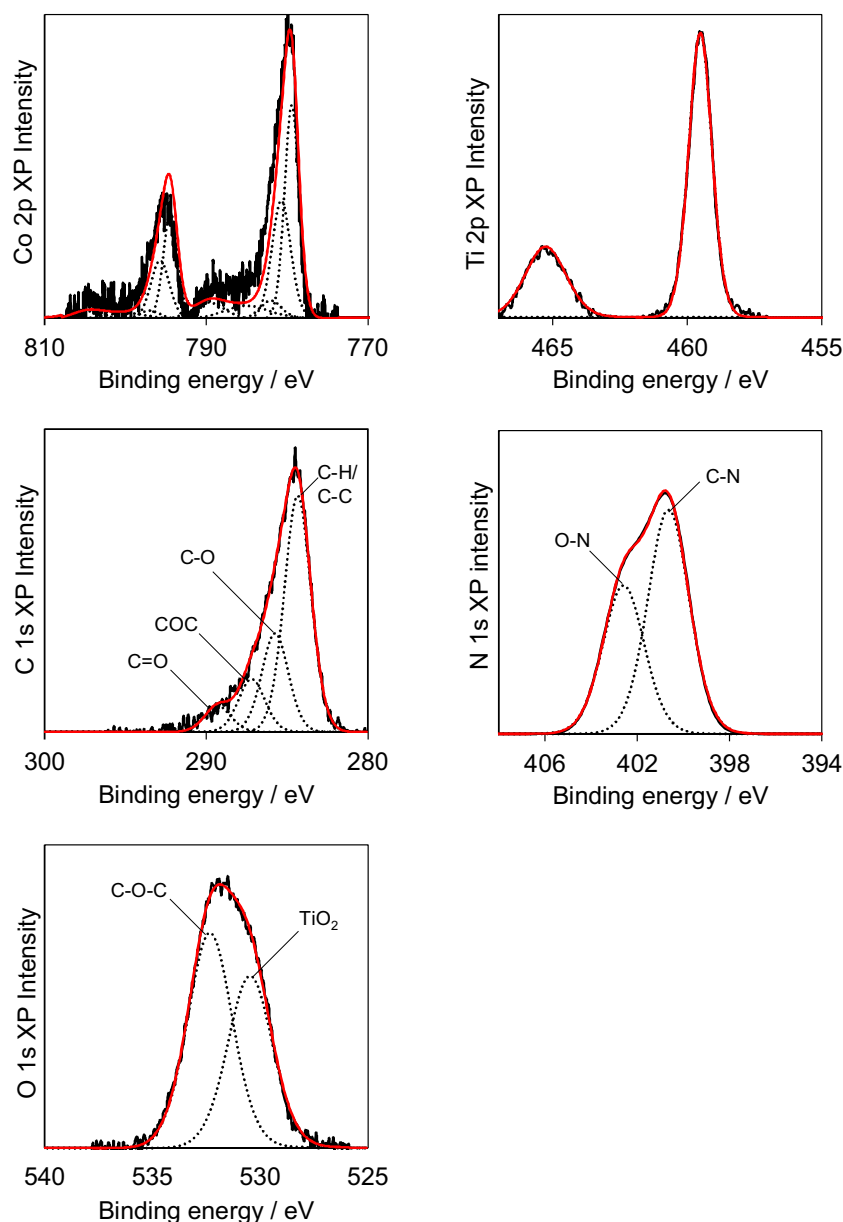 Co 2p XP Intensity
810 790 770
Binding energy / eV
Ti 2p XP Intensity
465 460 455
Binding energy / eV
C 1s XP Intensity
C-H/
C-C
C-O
COC
C=O
300 290 280
Binding energy / eV
N 1s XP intensity
C-N
O-N
406 402 398 394
Binding energy / eV
O 1s XP Intensity
C-O-C
TiO₂
540 535 530 525
Binding energy / eV